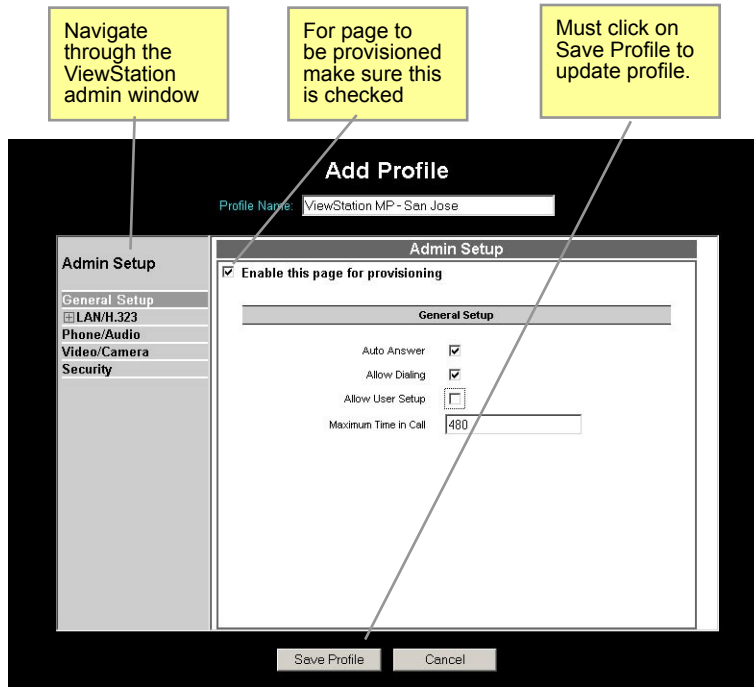 Navigate
through the
ViewStation
admin window
For page to
be provisioned
make sure this
is checked
Must click on
Save Profile to
update profile.
Add Profile
Profile Name: ViewStation MP - San Jose
Admin Setup
Admin Setup
Enable this page for provisioning
General Setup
LAN/H.323
Phone/Audio
Video/Camera
Security
General Setup
Auto Answer
Allow Dialing
Allow User Setup
Maximum Time in Call 480
Save Profile Cancel